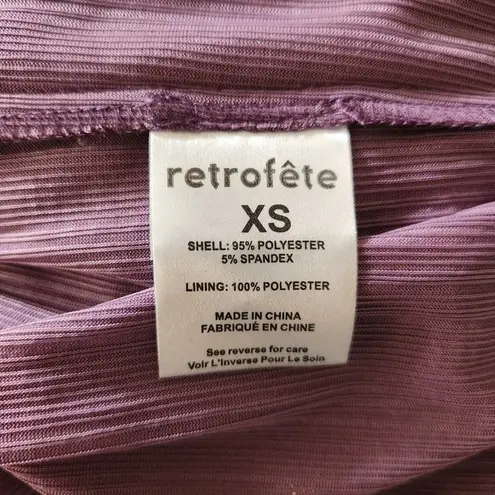 retrofête
XS
SHELL: 95% POLYESTER
5% SPANDEX
LINING: 100% POLYESTER
MADE IN CHINA
FABRIQUÉ EN CHINE
See reverse for care
Voir L'Inverse Pour Le Soin